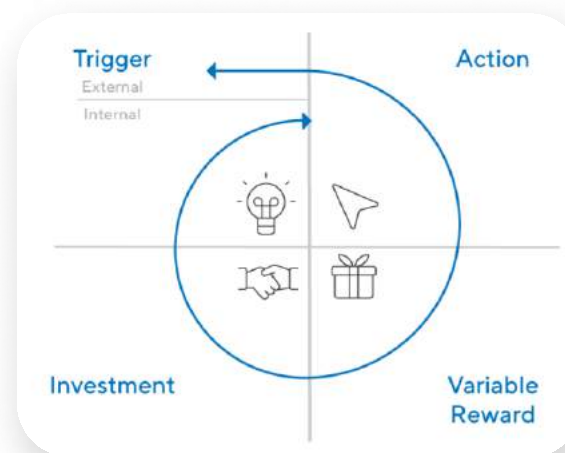 Trigger
External
Internal
Action
Investment
Variable
Reward